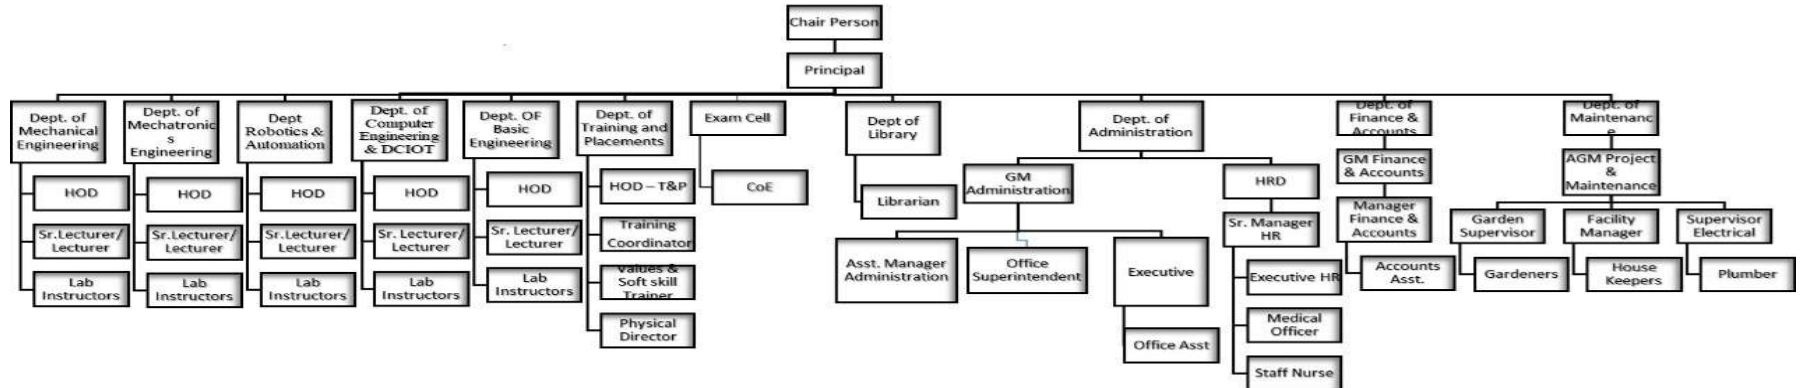 Chair Person
Principal
Dept. of
Mechanical
Engineering
HOD
Sr.Lecturer/
Lecturer
Lab
Instructors
Dept. of
Mechatronic
s
Engineering
HOD
Sr.Lecturer/
Lecturer
Lab
Instructors
Dept
Robotics &
Automation
HOD
Sr.Lecturer/
Lecturer
Lab
Instructors
Dept. of
Computer
Engineering
& DCIOT
HOD
Sr.Lecturer/
Lecturer
Lab
Instructors
Dept. OF
Basic
Engineering
HOD
Sr. Lecturer/
Lecturer
Lab
Instructors
Dept. of
Training and
Placements
HOD – T&P
Training
Coordinator
Values &
Soft skill
Trainer
Physical
Director
Exam Cell
CoE
Dept of
Library
Librarian
Dept. of
Administration
GM
Administration
Asst. Manager
Administration
Office
Superintendent
Executive
Office Asst
HRD
Sr. Manager
HR
Executive HR
Medical
Officer
Staff Nurse
Dept. of
Finance &
Accounts
GM Finance
& Accounts
Manager
Finance &
Accounts
Accounts
Asst.
Dept. of
Maintenanc
e
AGM Project
&
Maintenance
Garden
Supervisor
Gardeners
Facility
Manager
House
Keepers
Supervisor
Electrical
Plumber